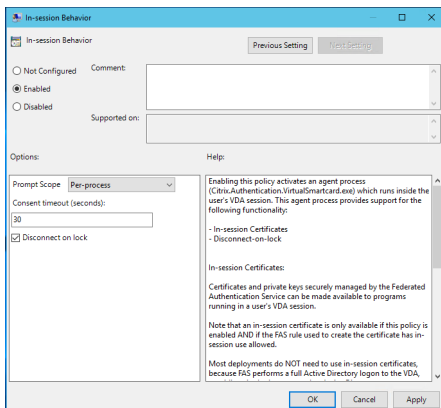 In-session Behavior
In-session Behavior
Previous Setting
Next Setting
Not Configured
Comment:
Enabled
Disabled
Supported on:
Options:
Help:
Prompt Scope
Per-process
Consent timeout (seconds):
30
Disconnect on lock
Enabling this policy activates an agent process
(Citrix.Authentication.VirtualSmartcard.exe) which runs inside the
user's VDA session. This agent process provides support for the
following functionality:
- In-session Certificates
- Disconnect-on-lock
In-session Certificates:
Certificates and private keys securely managed by the Federated
Authentication Service can be made available to programs
running in a user's VDA session.
Note that an in-session certificate is only available if this policy is
enabled AND if the FAS rule used to create the certificate has in-
session use allowed.
Most deployments do NOT need to use in-session certificates,
because FAS performs a full Active Directory logon to the VDA,
OK
Cancel
Apply